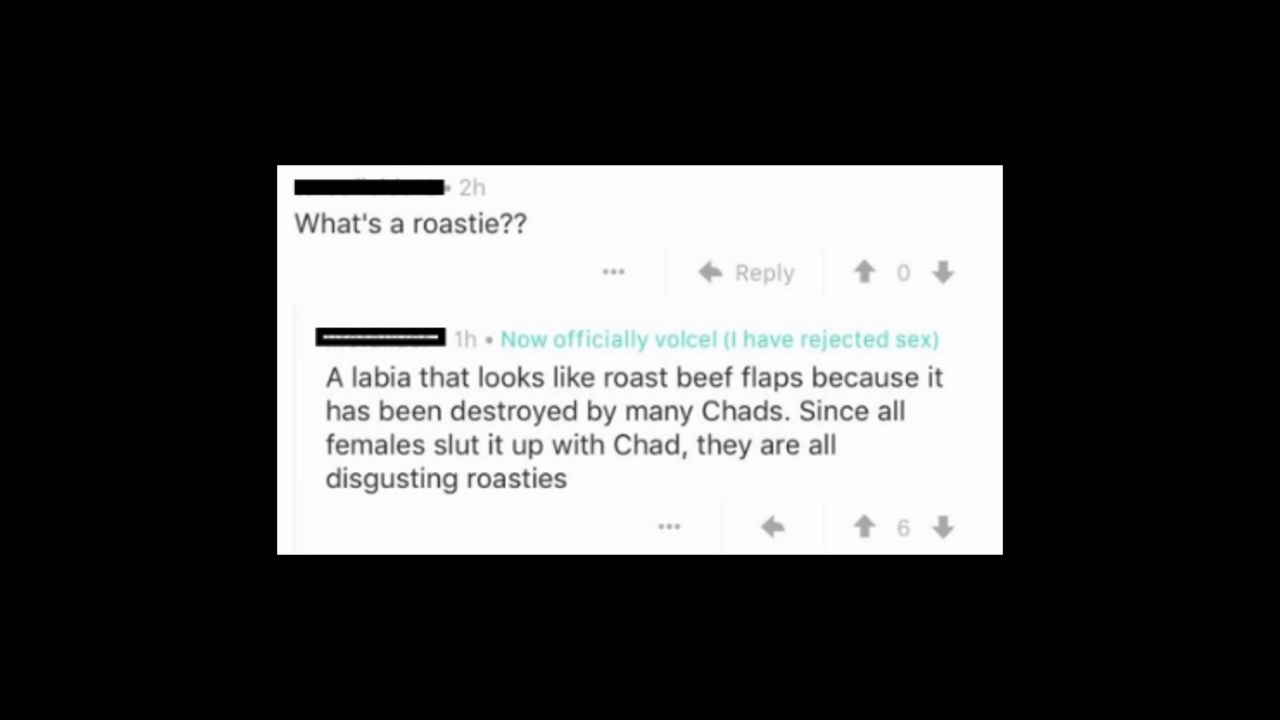 • 2h
What's a roastie??
••• Reply 0
1h • Now officially volcel (I have rejected sex)
A labia that looks like roast beef flaps because it
has been destroyed by many Chads. Since all
females slut it up with Chad, they are all
disgusting roasties
••• 6